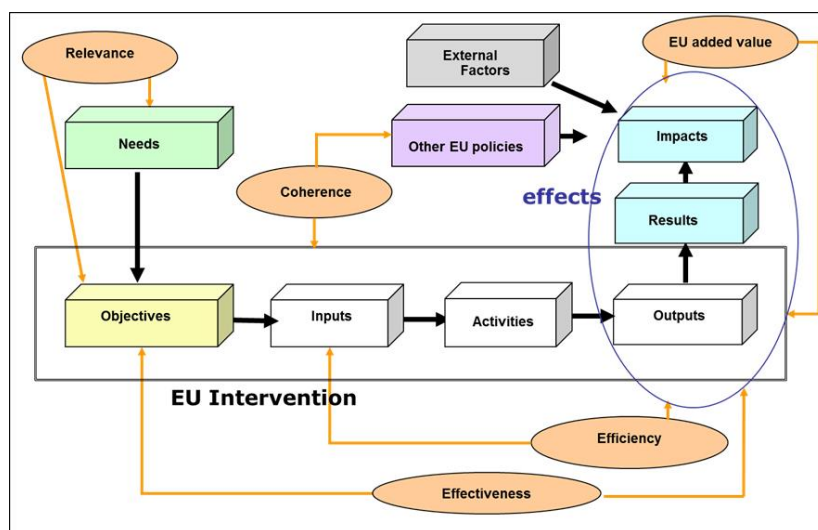 Relevance
External
Factors
EU added value
Needs
Other EU policies
Impacts
Coherence
effects
Results
Objectives
Inputs
Activities
Outputs
EU Intervention
Efficiency
Effectiveness